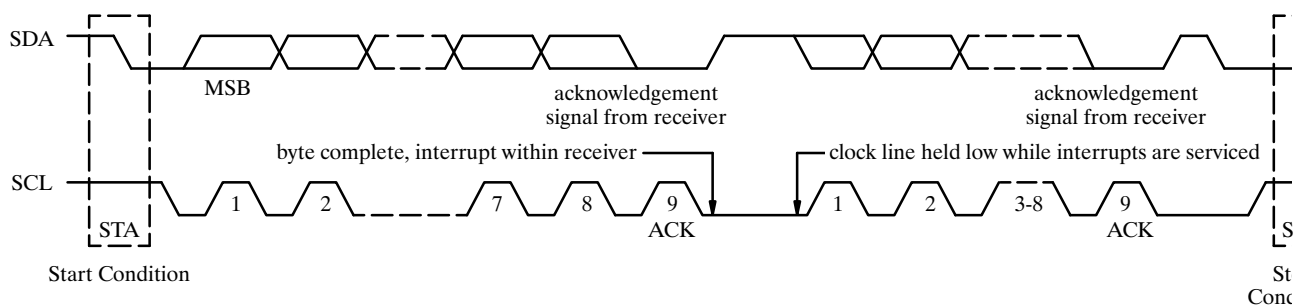 SDA
MSB
acknowledgement
signal from receiver
acknowledgement
signal from receiver
byte complete, interrupt within receiver
clock line held low while interrupts are serviced
SCL
1
2
7
8
9
1
2
3-8
9
STA
ACK
ACK
S
Start Condition
Sto
Cond